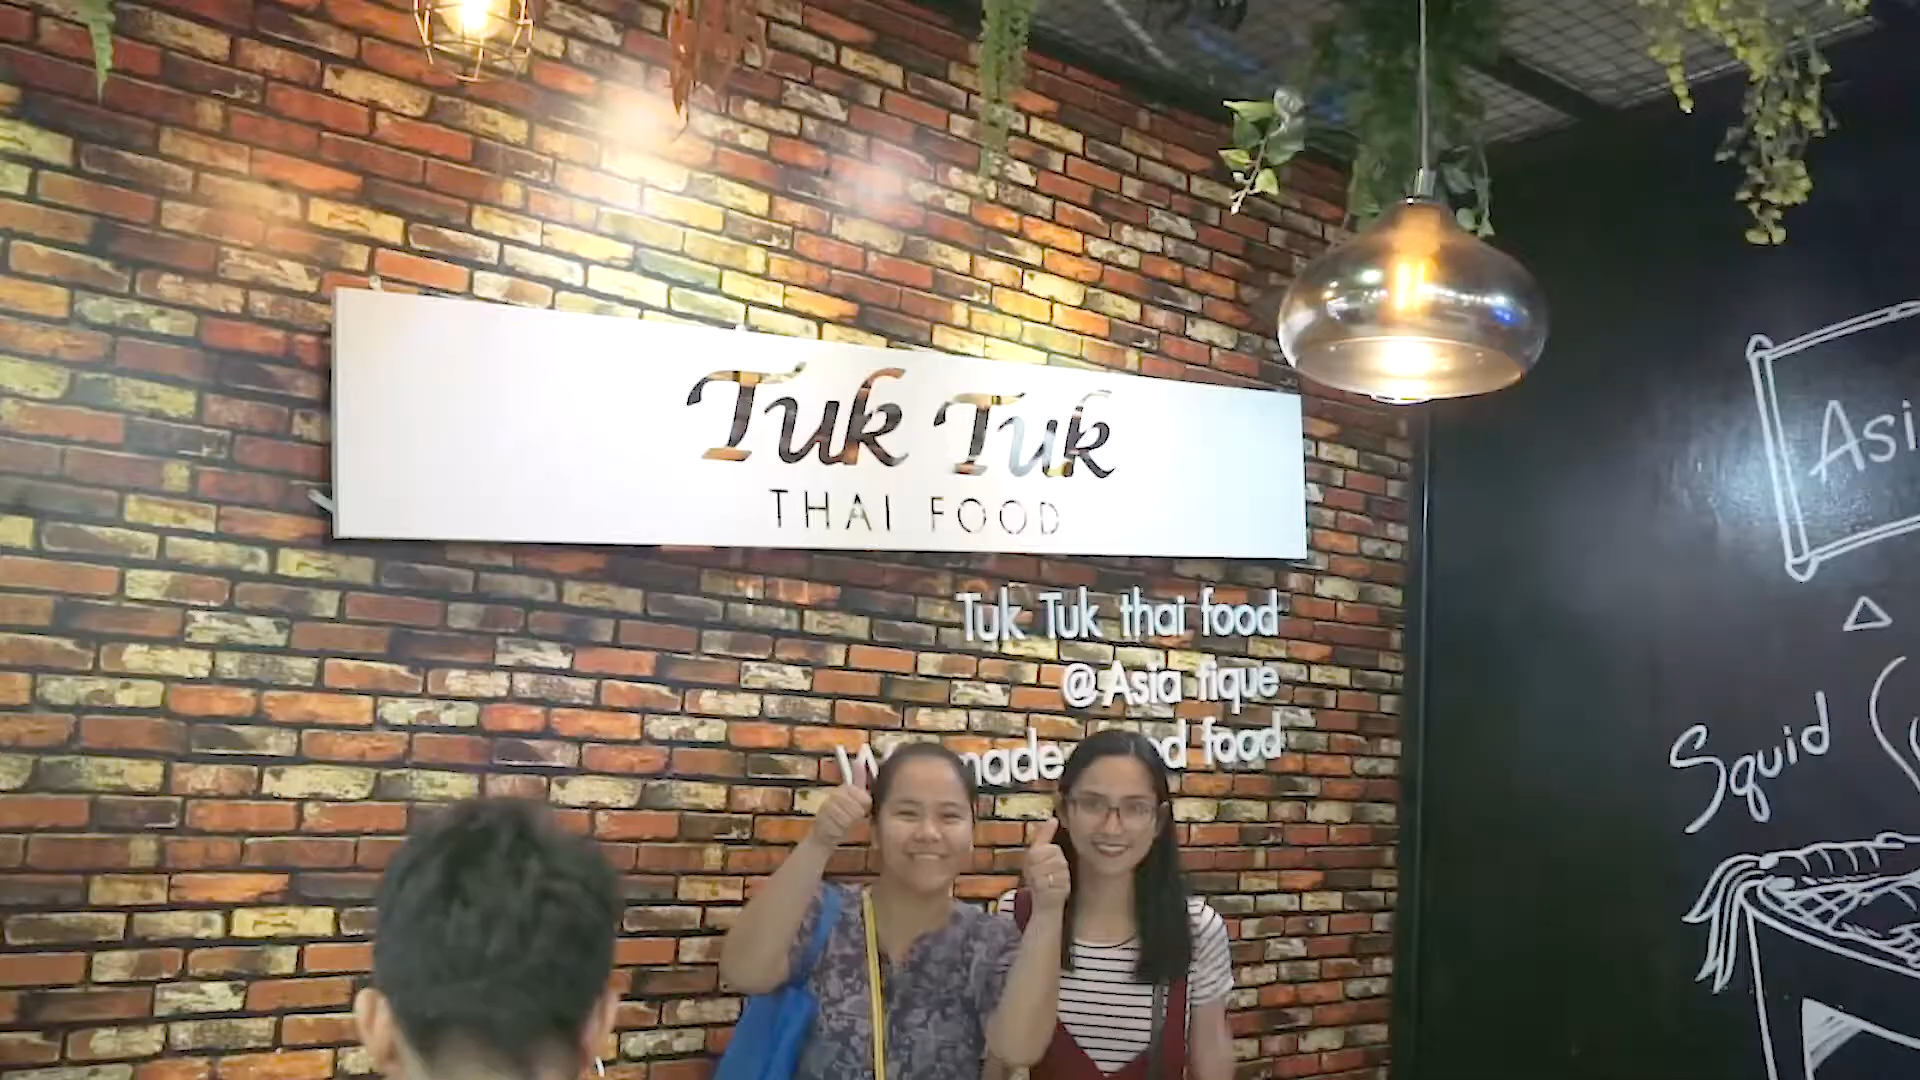 Tuk Tuk
THAI FOOD
Tuk Tuk thai food
@Asia tique
food
Asi
Squid